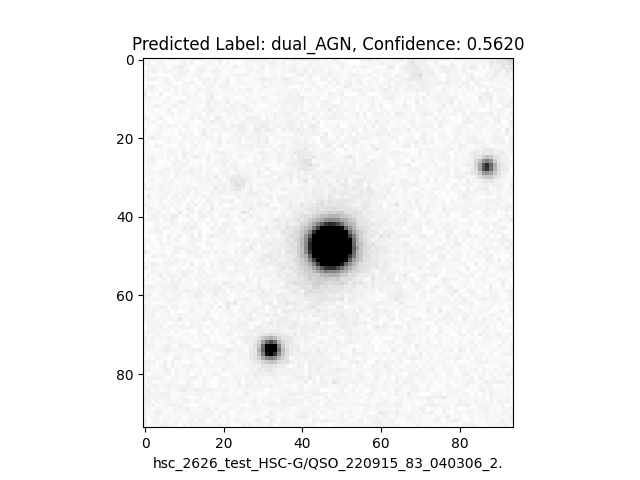 Predicted Label: dual_AGN, Confidence: 0.5620
0
20
40
60
80
0 20 40 60 80
hsc_2626_test_HSC-G/QSO_220915_83_040306_2.